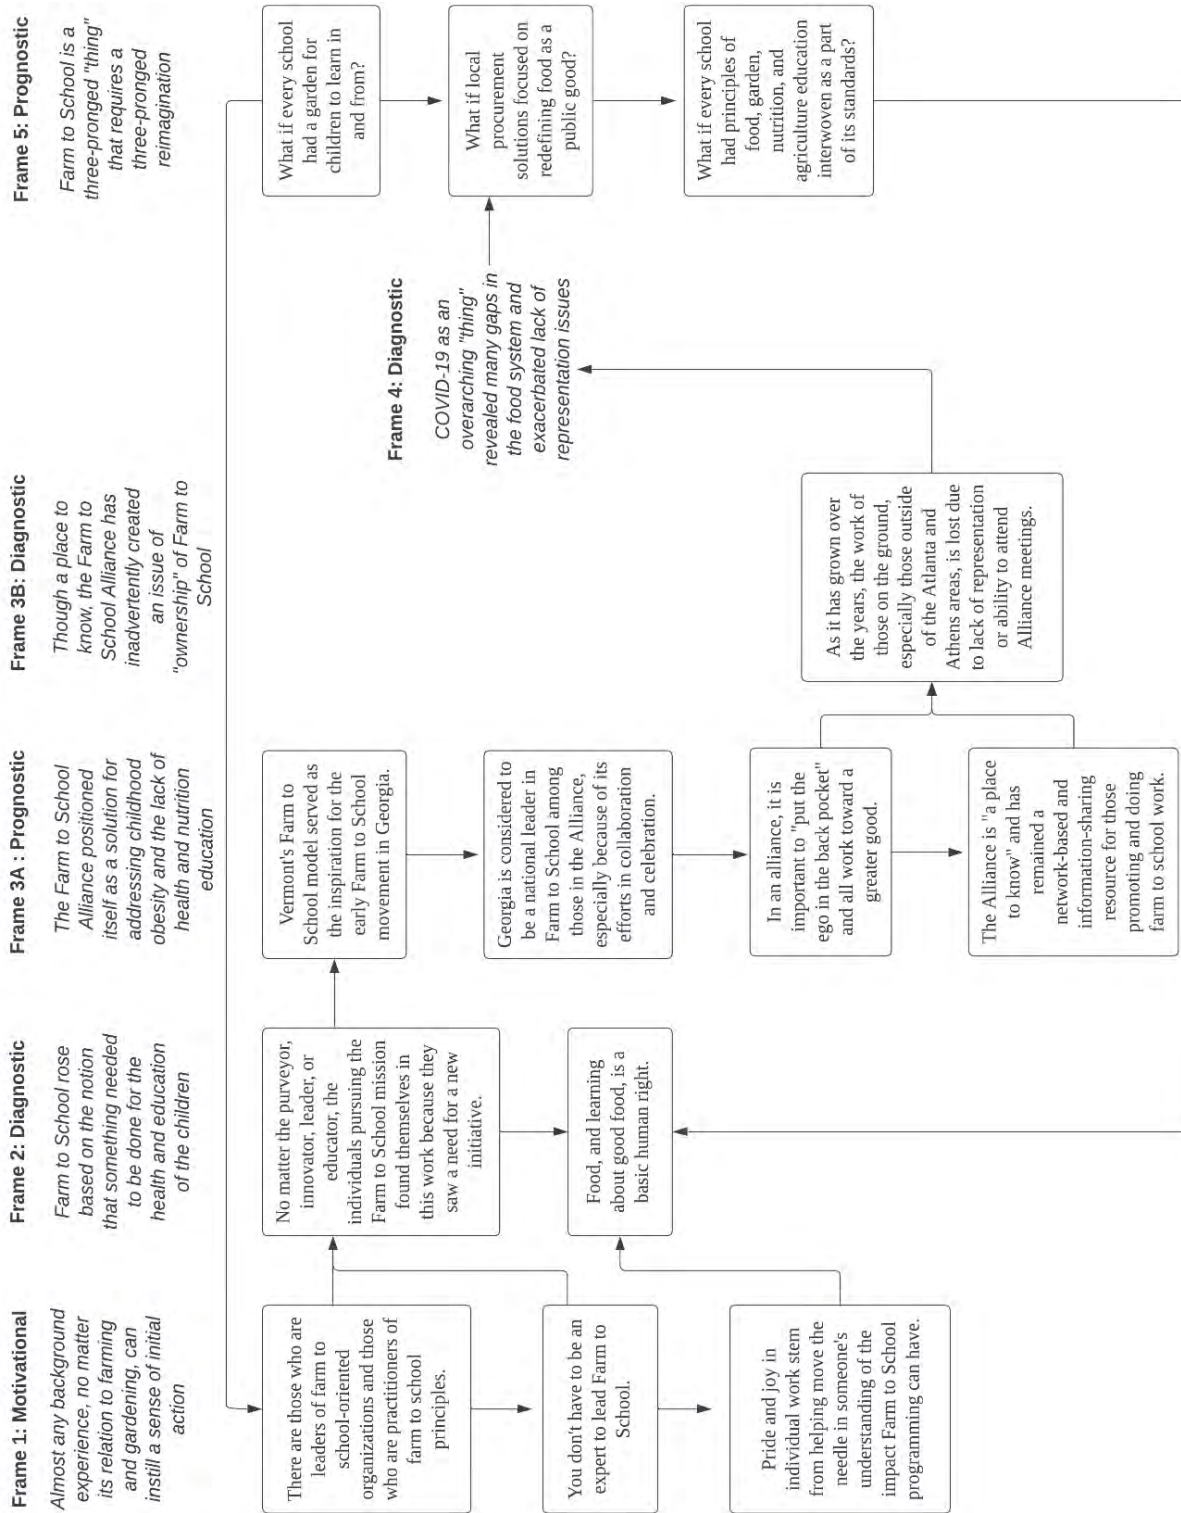 Frame 1: Motivational
Almost any background
experience, no matter
its relation to farming
and gardening, can
instill a sense of initial
action
There are those who are
leaders of farm to
school-oriented
organizations and those
who are practitioners of
farm to school
principles.
You don't have to be an
expert to lead Farm to
School.
Pride and joy in
individual work stem
from helping move the
needle in someone's
understanding of the
impact Farm to School
programming can have.
Frame 2: Diagnostic
Farm to School rose
based on the notion
that something needed
to be done for the
health and education
of the children
No matter the purveyor,
innovator, leader, or
educator, the
individuals pursuing the
Farm to School mission
found themselves in
this work because they
saw a need for a new
initiative.
Food, and learning
about good food, is a
basic human right.
Frame 3A : Prognostic
The Farm to School
Alliance positioned
itself as a solution for
addressing childhood
obesity and the lack of
health and nutrition
education
Vermont's Farm to
School model served as
the inspiration for the
early Farm to School
movement in Georgia.
Georgia is considered to
be a national leader in
Farm to School among
those in the Alliance,
especially because of its
efforts in collaboration
and celebration.
In an alliance, it is
important to "put the
ego in the back pocket"
and all work toward a
greater good.
The Alliance is "a place
to know" and has
remained a
network-based and
information-sharing
resource for those
promoting and doing
farm to school work.
Frame 3B: Diagnostic
Though a place to
know, the Farm to
School Alliance has
inadvertently created
an issue of
"ownership" of Farm to
School
As it has grown over
the years, the work of
those on the ground,
especially those outside
of the Atlanta and
Athens areas, is lost due
to lack of representation
or ability to attend
Alliance meetings.
Frame 4: Diagnostic
COVID-19 as an
overarching "thing"
revealed many gaps in
the food system and
exacerbated lack of
representation issues
Frame 5: Prognostic
Farm to School is a
three-pronged "thing"
that requires a
three-pronged
reimagination
What if every school
had a garden for
children to learn in
and from?
What if local
procurement
solutions focused on
redefining food as a
public good?
What if every school
had principles of
food, garden,
nutrition, and
agriculture education
interwoven as a part
of its standards?